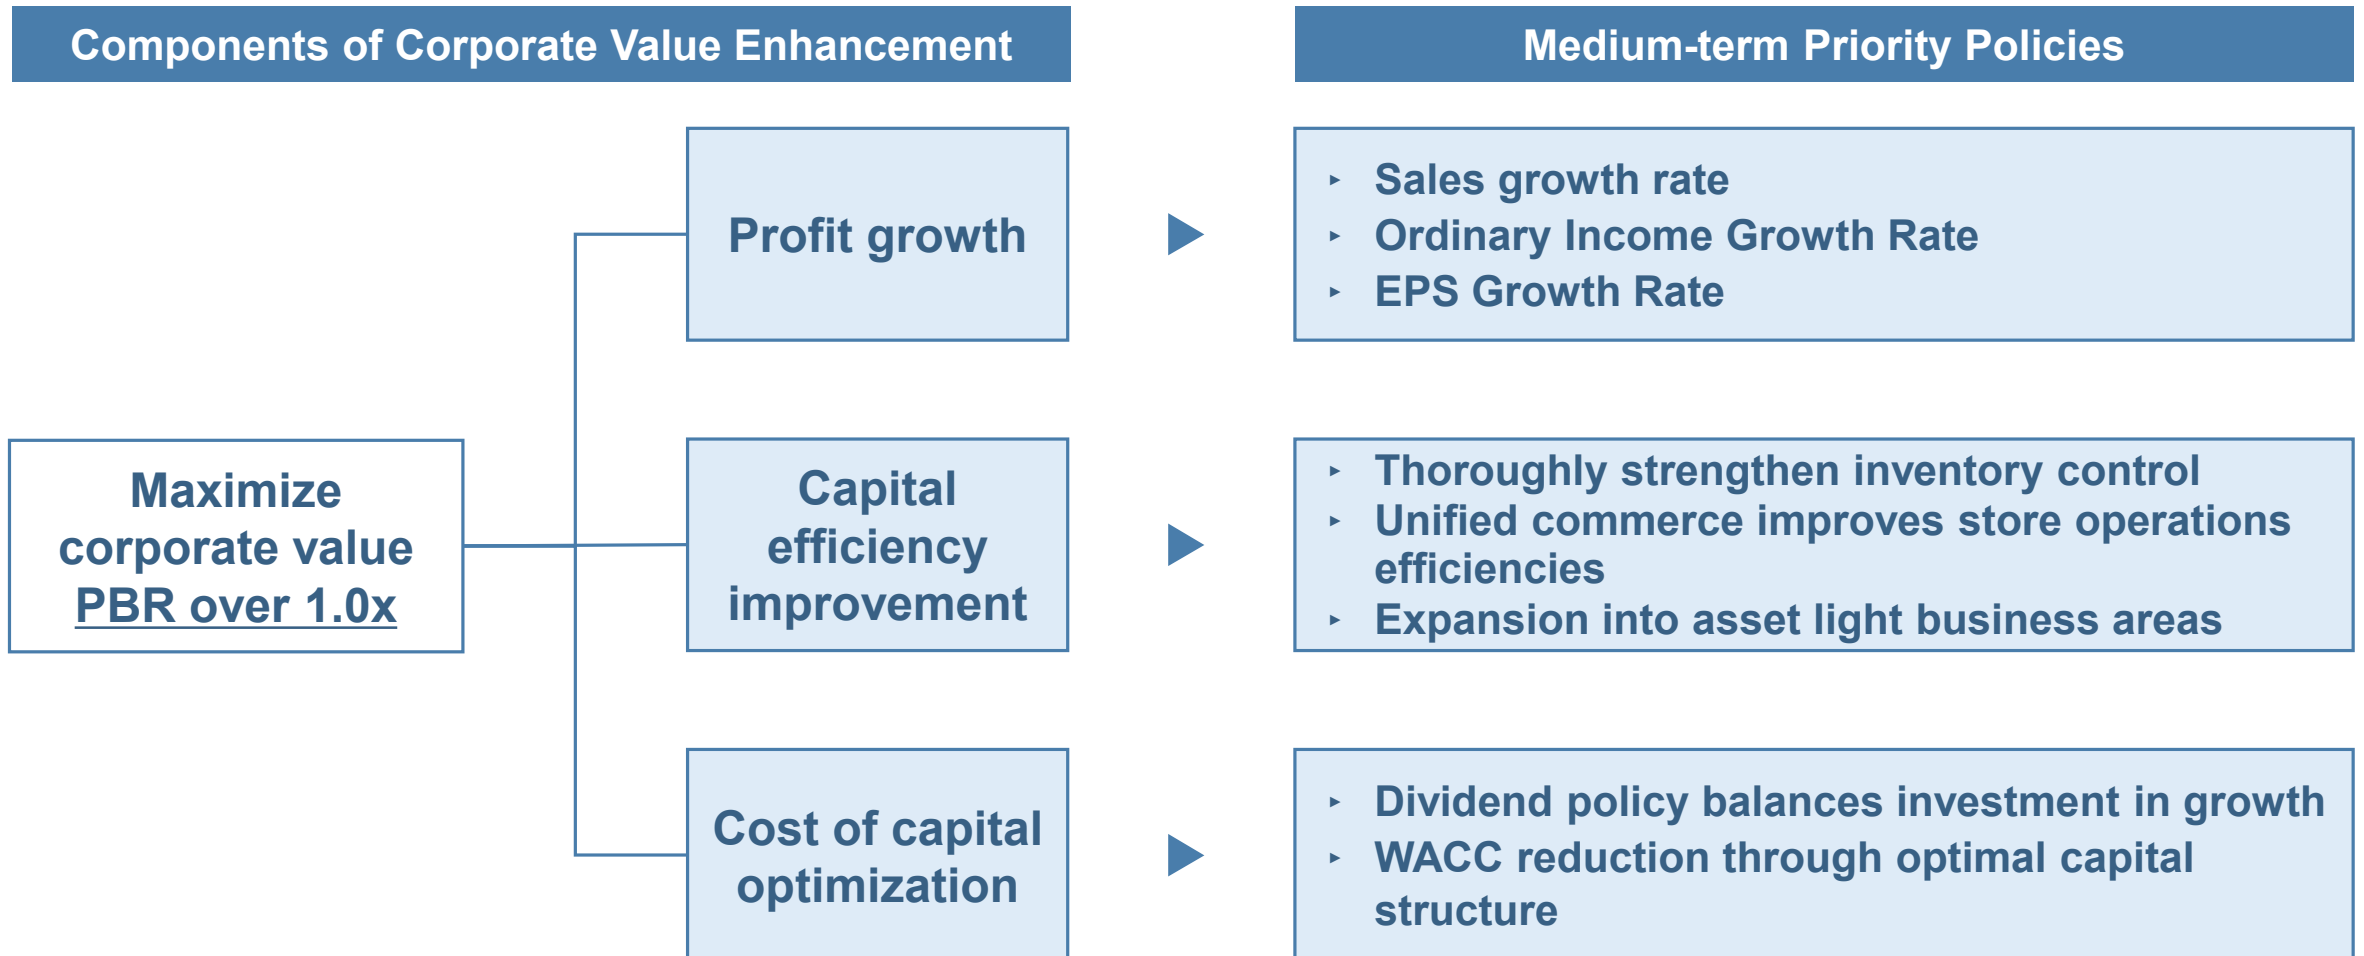 Components of Corporate Value Enhancement
Medium-term Priority Policies
Maximize
corporate value
PBR over 1.0x
Profit growth
‣ Sales growth rate
‣ Ordinary Income Growth Rate
‣ EPS Growth Rate
Capital
efficiency
improvement
‣ Thoroughly strengthen inventory control
‣ Unified commerce improves store operations
efficiencies
‣ Expansion into asset light business areas
Cost of capital
optimization
‣ Dividend policy balances investment in growth
‣ WACC reduction through optimal capital
structure